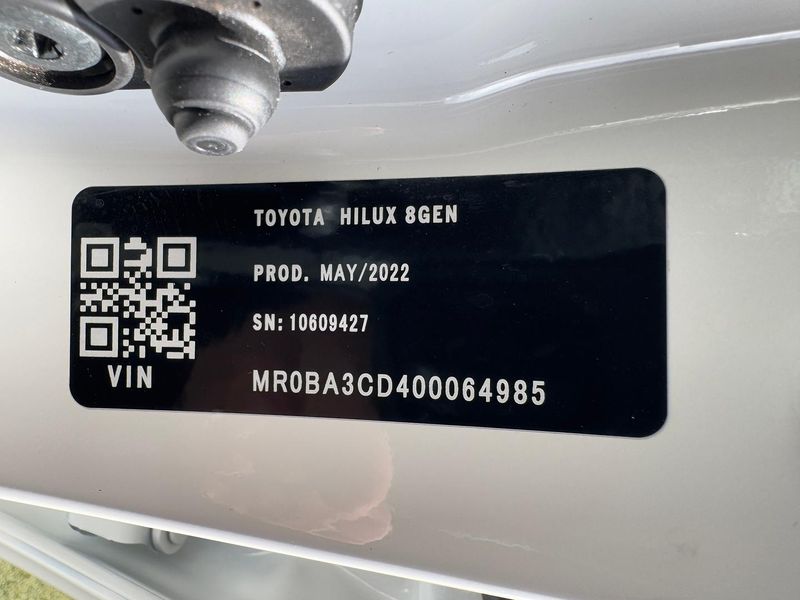 TOYOTA HILUX 8GEN
PROD. MAY/2022
SN: 10609427
VIN
MR0BA3CD400064985